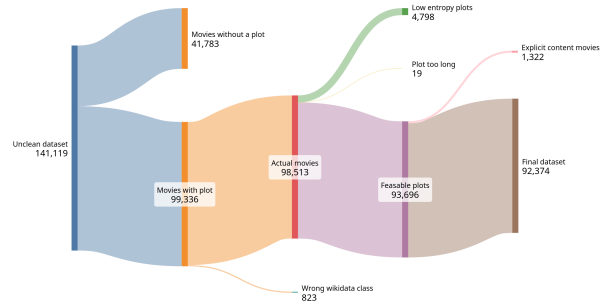 Low entropy plots
4,798
Movies without a plot
41,783
Explicit content movies
1,322
Plot too long
19
Unclean dataset
141,119
Actual movies
98,513
Final dataset
92,374
Movies with plot
99,336
Feasable plots
93,696
Wrong wikidata class
823